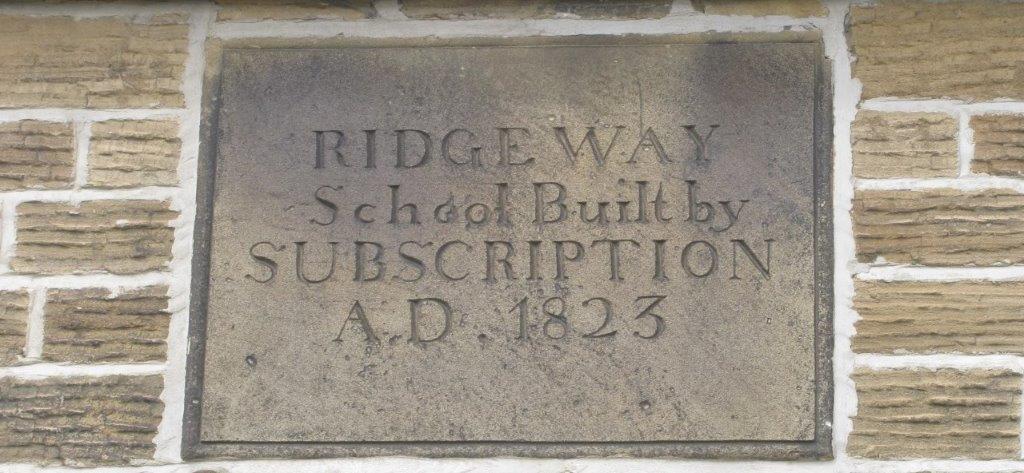 RIDGEWAY
School Built by
SUBSCRIPTION
A.D. 1823